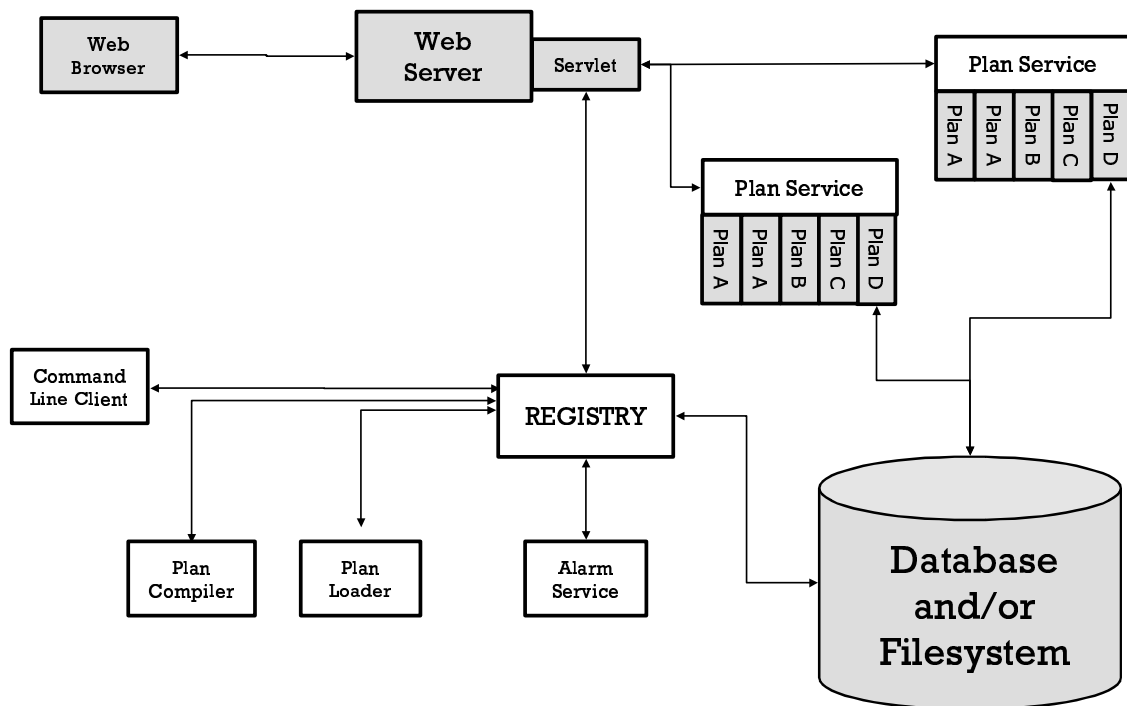 Web
Browser
Web
Server
Servlet
Plan Service
Plan A
Plan A
Plan B
Plan C
Plan D
Plan Service
Plan A
Plan A
Plan B
Plan C
Plan D
Command
Line Client
REGISTRY
Plan
Compiler
Plan
Loader
Alarm
Service
Database
and/or
Filesystem